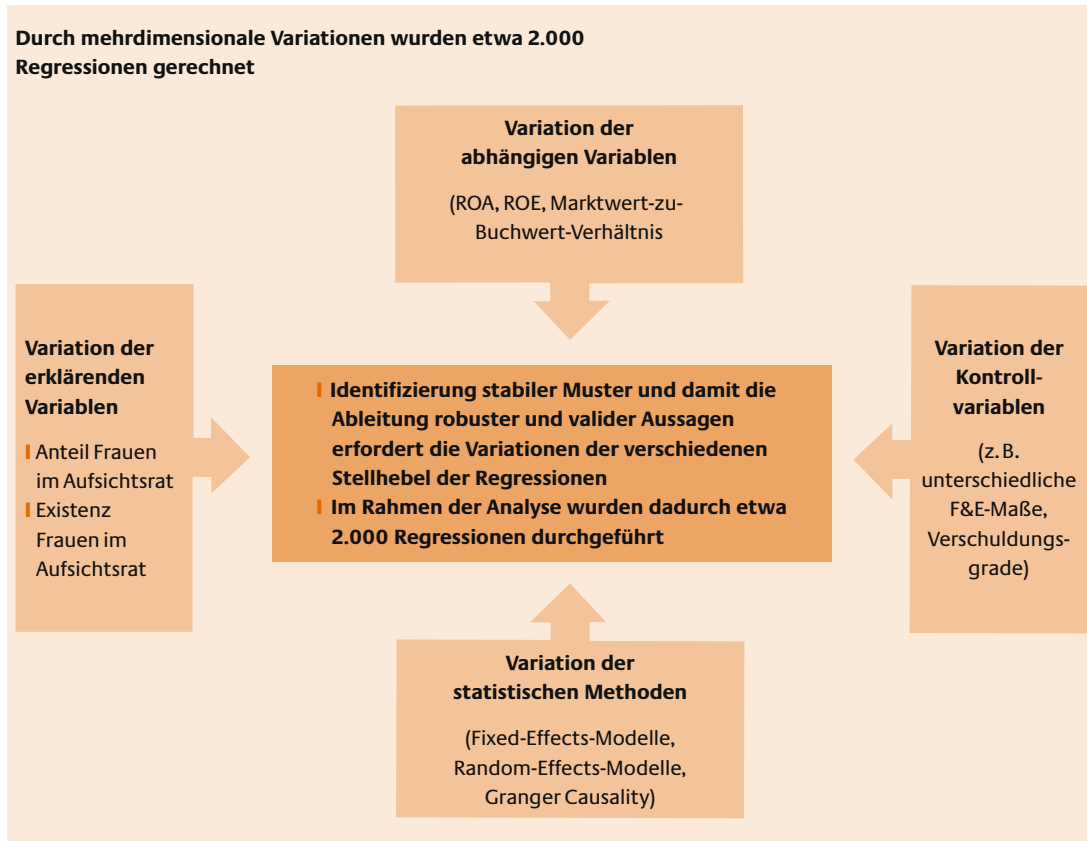 Durch mehrdimensionale Variationen wurden etwa 2.000
Regressionen gerechnet
Variation der
abhängigen Variablen
(ROA, ROE, Marktwert-zu-
Buchwert-Verhältnis
Variation der
erklärenden
Variablen
I Anteil Frauen
im Aufsichtsrat
I Existenz
Frauen im
Aufsichtsrat
I Identifizierung stabiler Muster und damit die
Ableitung robuster und valider Aussagen
erfordert die Variationen der verschiedenen
Stellhebel der Regressionen
I Im Rahmen der Analyse wurden dadurch etwa
2.000 Regressionen durchgeführt
Variation der
Kontroll-
variablen
(z. B.
unterschiedliche
F&E-Maße,
Verschuldungs-
grade)
Variation der
statistischen Methoden
(Fixed-Effects-Modelle,
Random-Effects-Modelle,
Granger Causality)